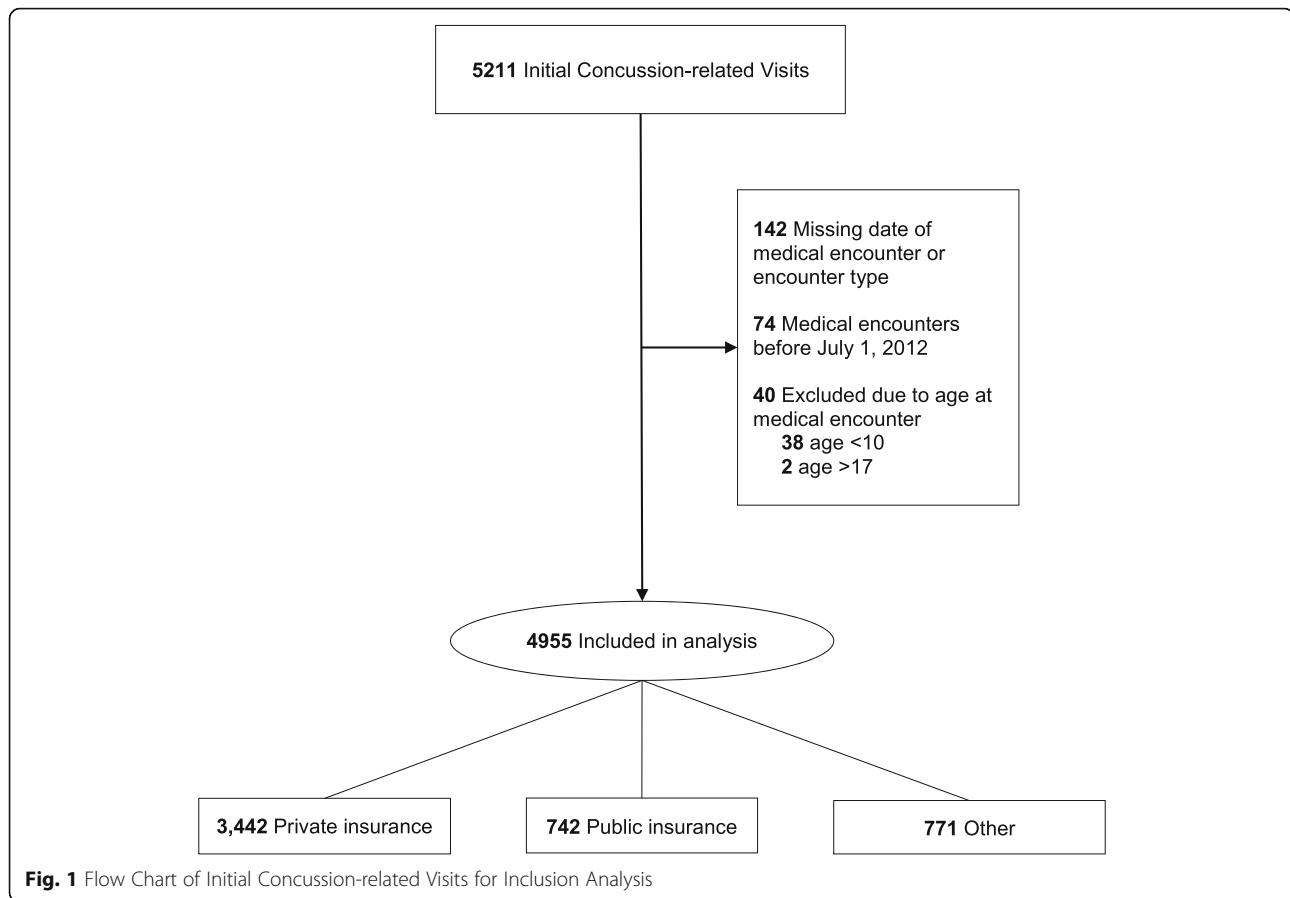 5211 Initial Concussion-related Visits
142 Missing date of
medical encounter or
encounter type
74 Medical encounters
before July 1, 2012
40 Excluded due to age at
medical encounter
38 age <10
2 age >17
4955 Included in analysis
3,442 Private insurance
742 Public insurance
771 Other
Fig. 1 Flow Chart of Initial Concussion-related Visits for Inclusion Analysis